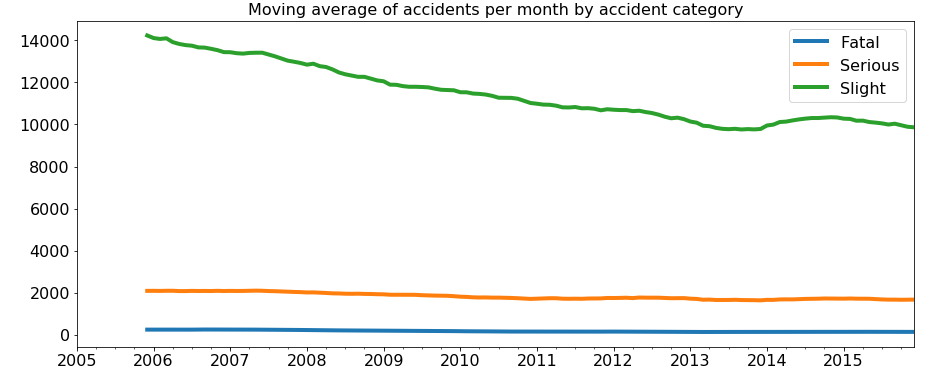 Moving average of accidents per month by accident category
14000
12000
10000
8000
6000
4000
2000
0
Fatal
Serious
Slight
2005 2006 2007 2008 2009 2010 2011 2012 2013 2014 2015